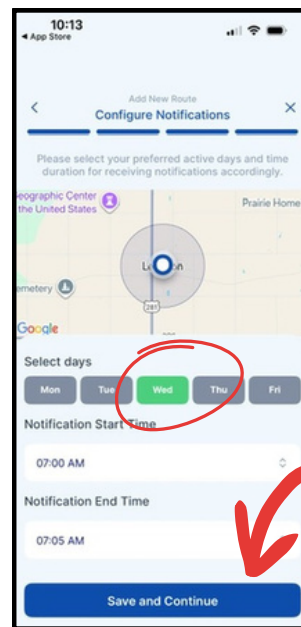 10:13
App Store
Add New Route
Configure Notifications
Please select your preferred active days and time
duration for receiving notifications accordingly.
eographic Center
the United States
Prairie Home
emetery
281
Google
Select days
Mon Tue Wed Thu Fri
Notification Start Time
07:00 AM
Notification End Time
07:05 AM
Save and Continue